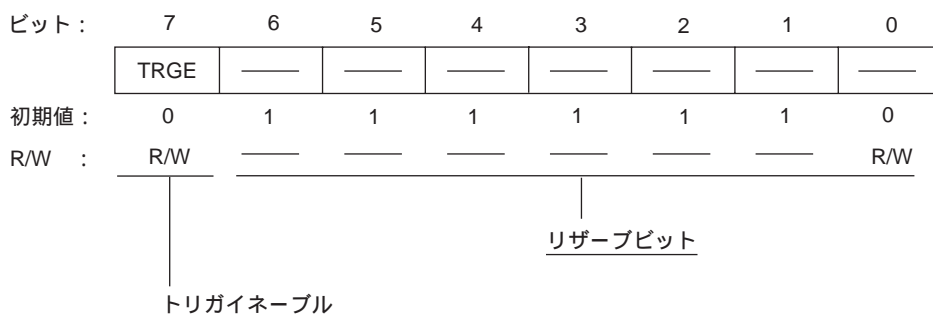 ビット： 7 6 5 4 3 2 1 0
TRGE ― ― ― ― ― ― ―
初期値： 0 1 1 1 1 1 1 0
R/W ： R/W ― ― ― ― ― ― R/W
リザーブビット
トリガイネーブル